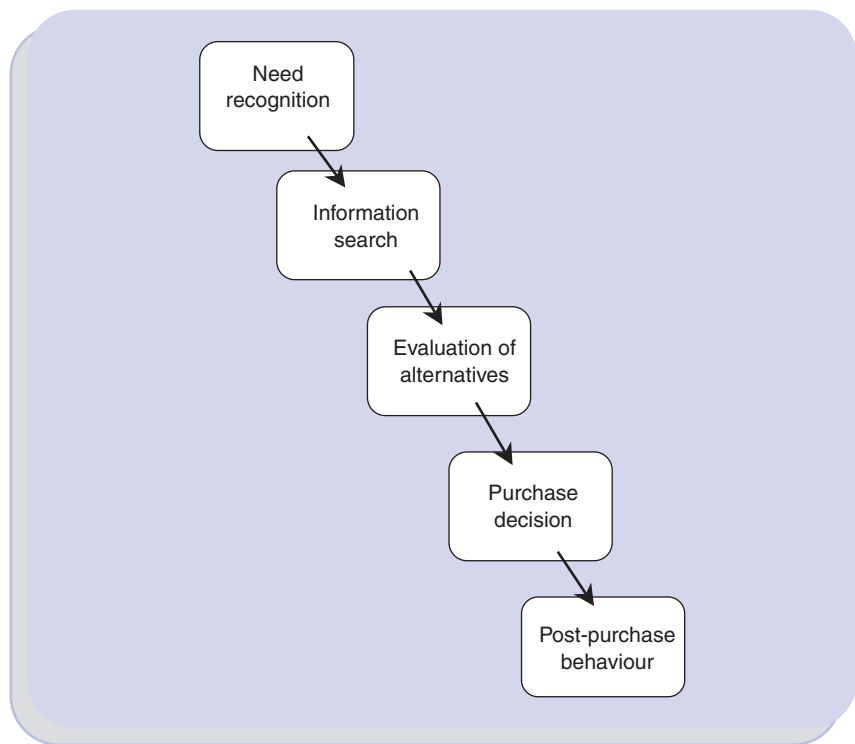 Need
recognition
Information
search
Evaluation of
alternatives
Purchase
decision
Post-purchase
behaviour